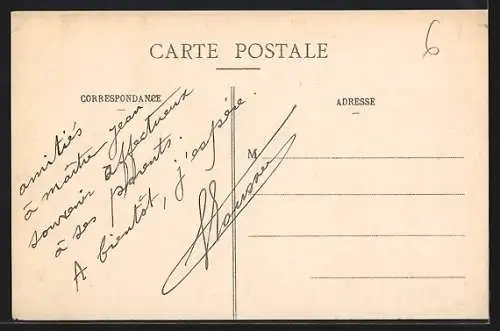 CARTE POSTALE
6
CORRESPONDANCE
ADRESSE
amitiés
à maître Jean
souvenir affectueux
à ses parents.
A bientôt, j'espère.
M